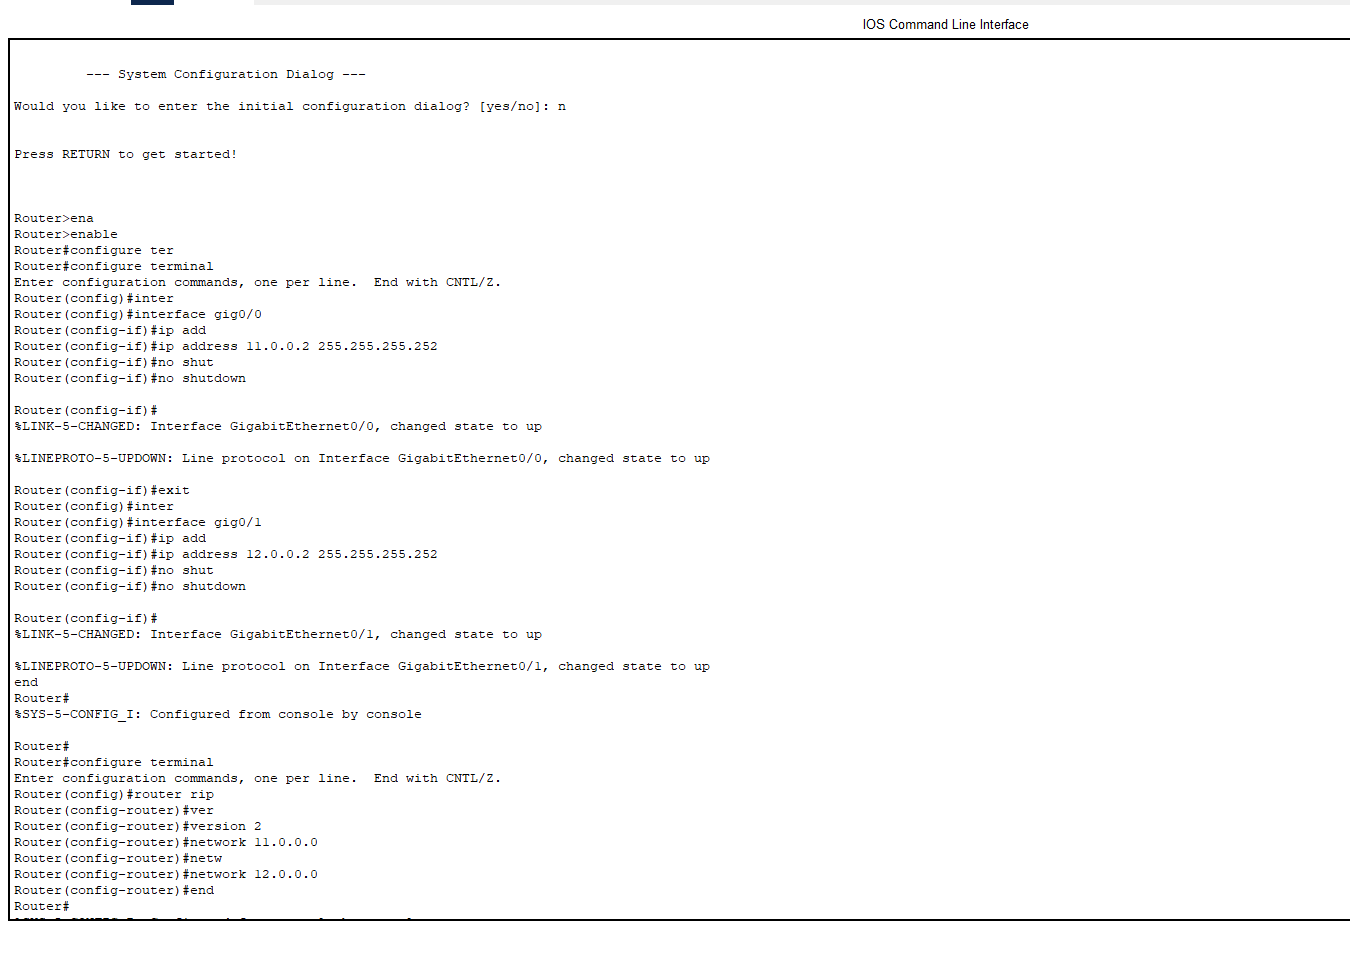 IOS Command Line Interface
--- System Configuration Dialog ---
Would you like to enter the initial configuration dialog? [yes/no]: n
Press RETURN to get started!
Router>ena
Router>enable
Router#configure ter
Router#configure terminal
Enter configuration commands, one per line.  End with CNTL/Z.
Router(config)#inter
Router(config)#interface gig0/0
Router(config-if)#ip add
Router(config-if)#ip address 11.0.0.2 255.255.255.252
Router(config-if)#no shut
Router(config-if)#no shutdown
Router(config-if)#
%LINK-5-CHANGED: Interface GigabitEthernet0/0, changed state to up
%LINEPROTO-5-UPDOWN: Line protocol on Interface GigabitEthernet0/0, changed state to up
Router(config-if)#exit
Router(config)#inter
Router(config)#interface gig0/1
Router(config-if)#ip add
Router(config-if)#ip address 12.0.0.2 255.255.255.252
Router(config-if)#no shut
Router(config-if)#no shutdown
Router(config-if)#
%LINK-5-CHANGED: Interface GigabitEthernet0/1, changed state to up
%LINEPROTO-5-UPDOWN: Line protocol on Interface GigabitEthernet0/1, changed state to up
end
Router#
%SYS-5-CONFIG_I: Configured from console by console
Router#
Router#configure terminal
Enter configuration commands, one per line.  End with CNTL/Z.
Router(config)#router rip
Router(config-router)#ver
Router(config-router)#version 2
Router(config-router)#network 11.0.0.0
Router(config-router)#netw
Router(config-router)#network 12.0.0.0
Router(config-router)#end
Router#